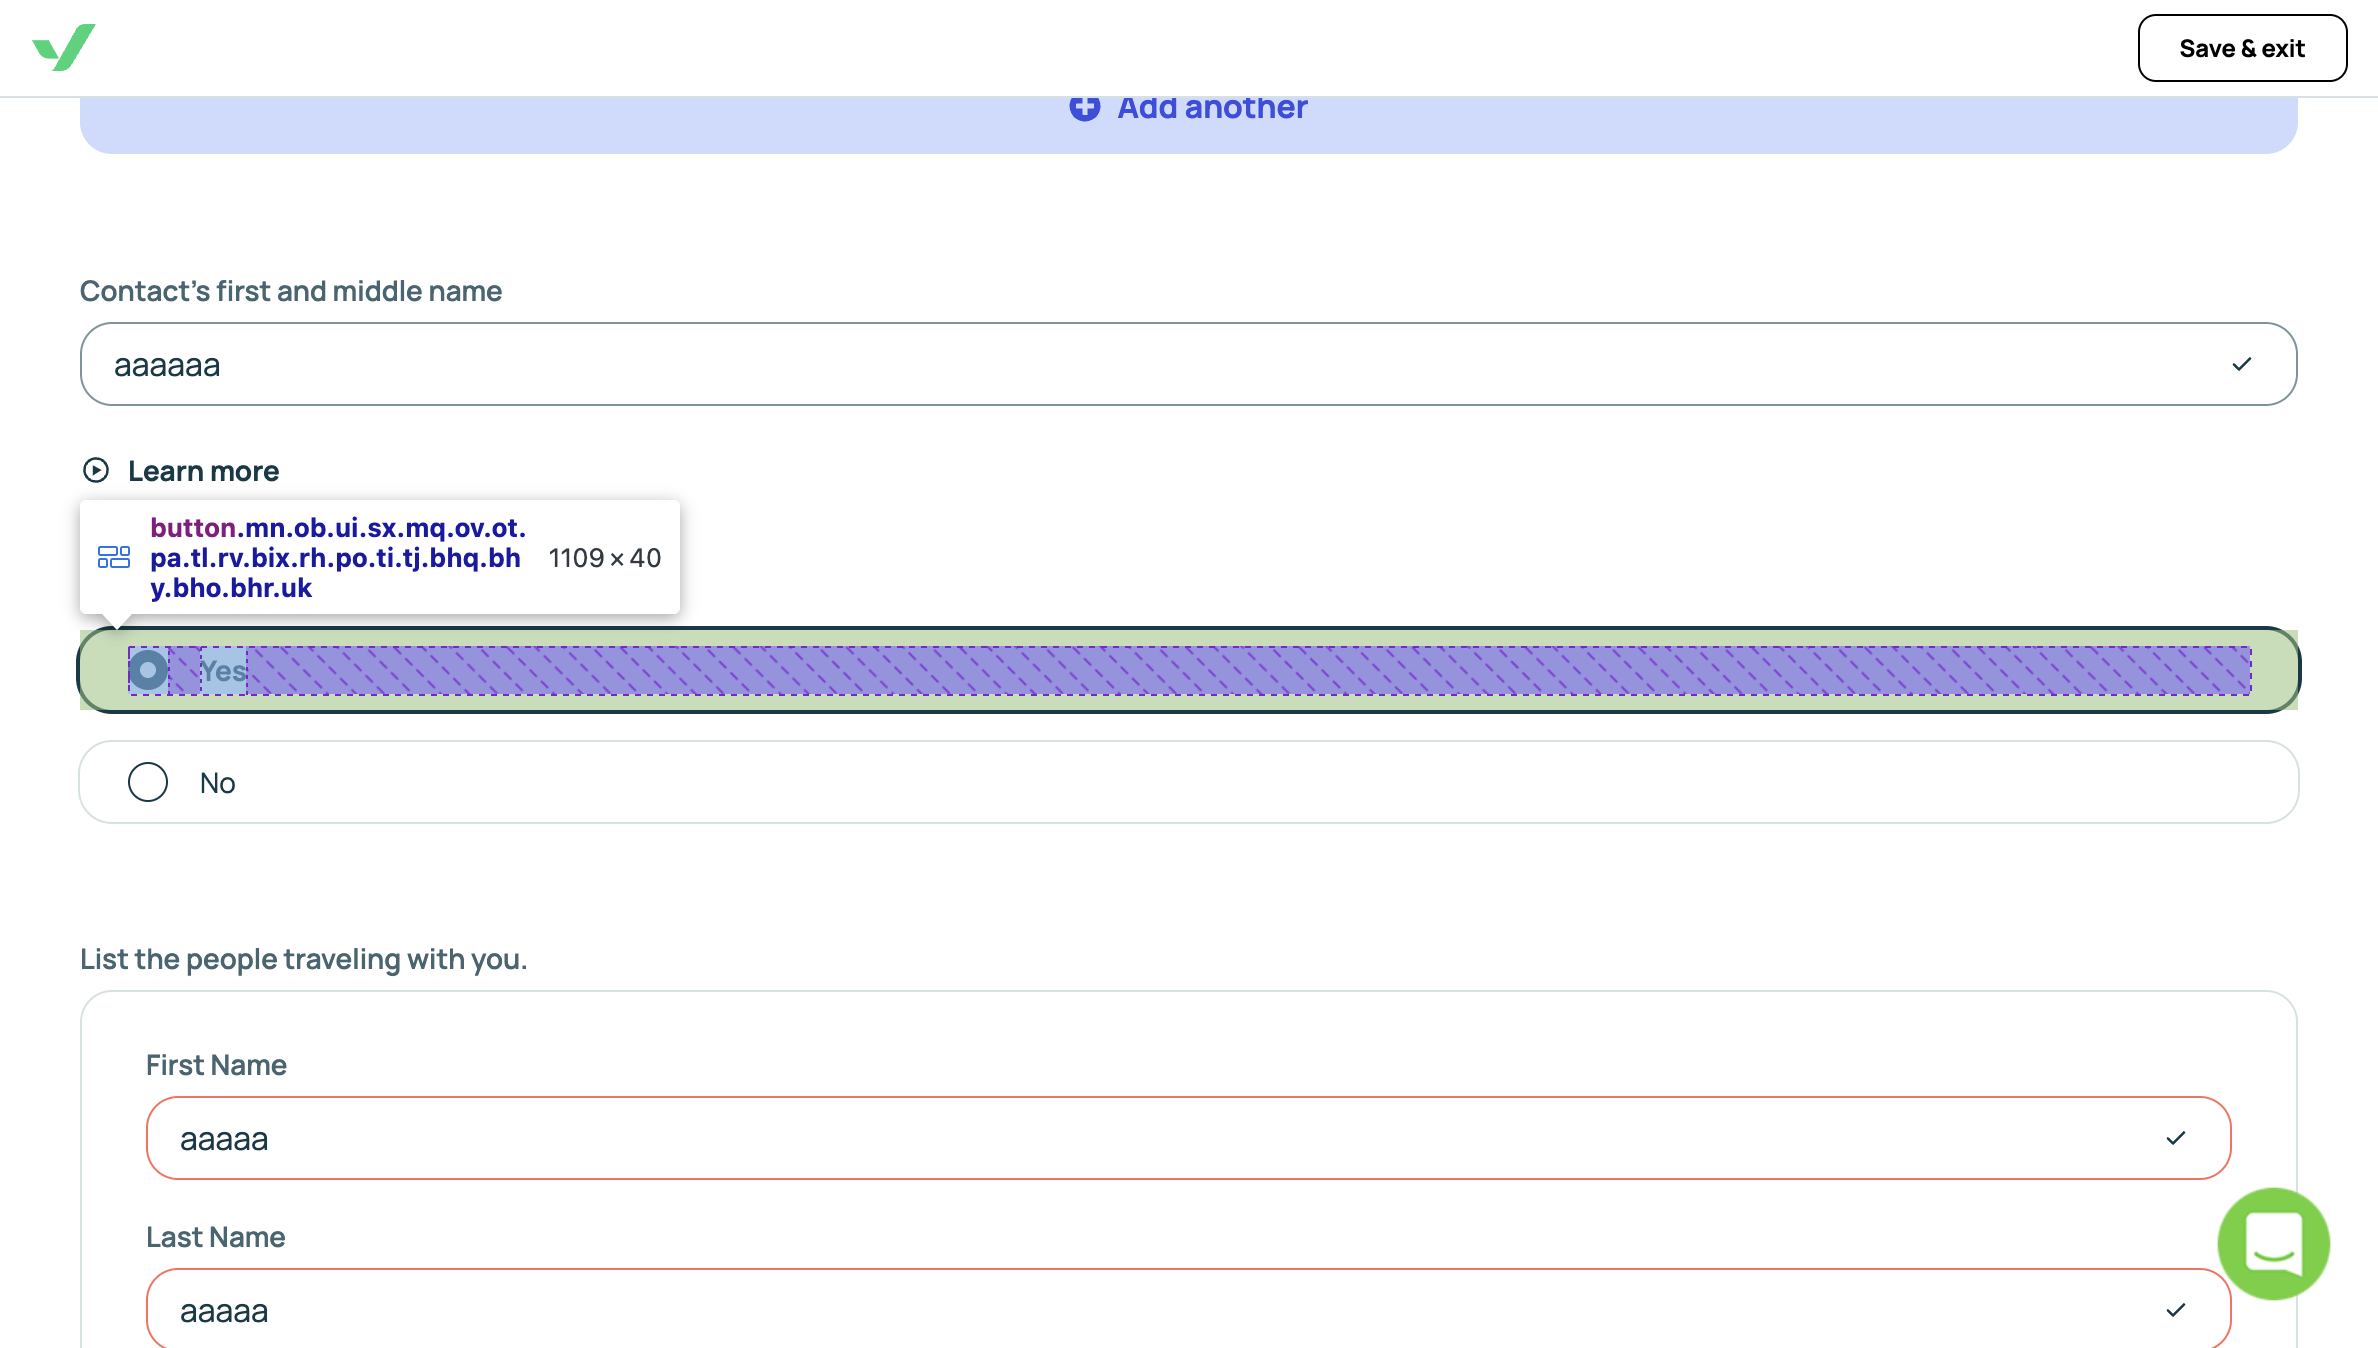 Save & exit
Add another
Contact's first and middle name
aaaaaa
Learn more
button.mn.ob.ui.sx.mq.ov.ot.
pa.tl.rv.bix.rh.po.ti.tj.bhq.bh
y.bho.bhr.uk
1109 × 40
Yes
No
List the people traveling with you.
First Name
aaaaa
Last Name
aaaaa